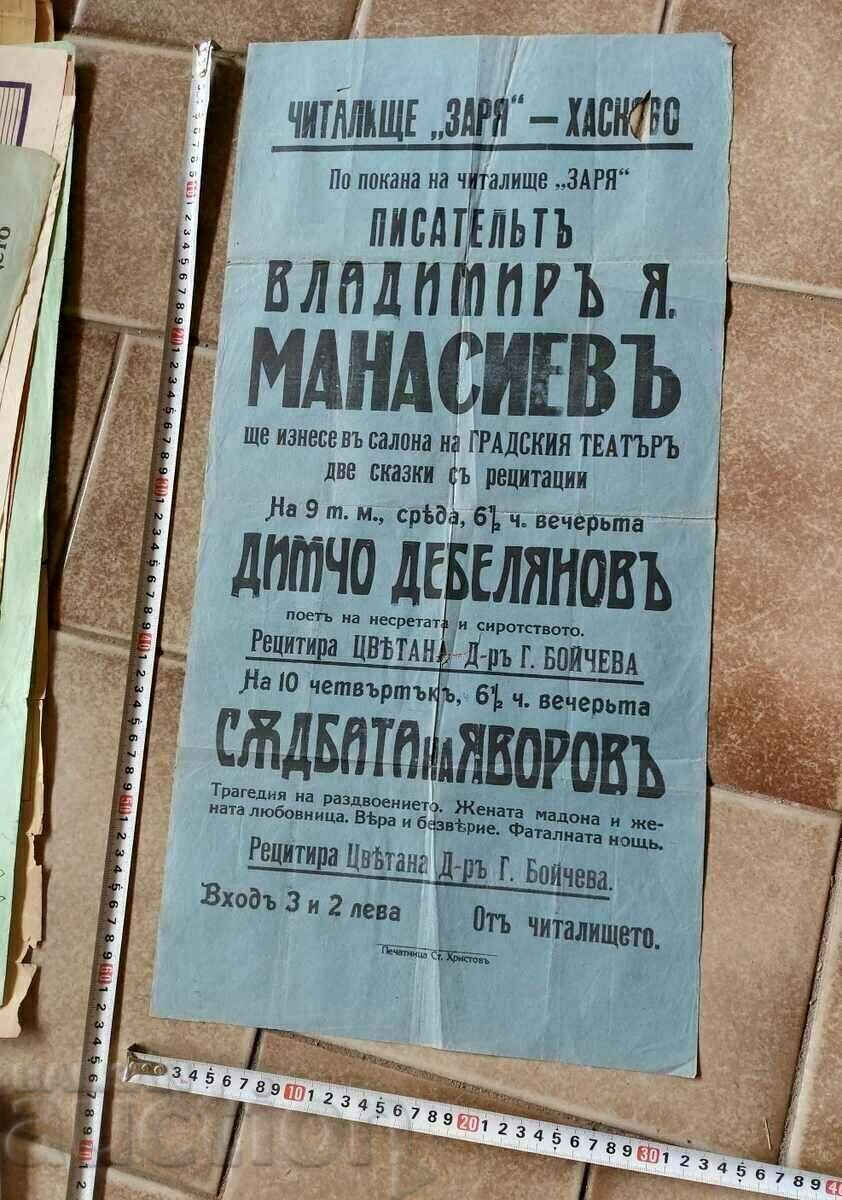 ЧИТАЛИЩЕ „ЗАРЯ“ — ХАСКОВО
По покана на читалище „ЗАРЯ“
ПИСАТЕЛЬТЪ
ВЛАДИМИРЪ Я.
МАНАСИЕВЪ
ще изнесе въ салона на ГРАДСКИЯ ТЕАТЪРЪ
две сказки съ рецитации
На 9 т. м., срѣда, 6½ ч. вечерьта
ДИМЧО ДЕБЕЛЯНОВЪ
поетъ на несретата и сиротството.
Рецитира ЦВѢТАНА Д-ръ Г. БОЙЧЕВА
На 10 четвъртъкъ, 6½ ч. вечерьта
СѪДБАТА НА ЯВОРОВЪ
Трагедия на раздвоението. Жената мадона и же-
ната любовница. Вѣра и безвѣрие. Фаталната нощь.
Рецитира Цвѣтана Д-ръ Г. Бойчева.
Входъ 3 и 2 лева Отъ читалището.
Печатница Ст. Христовъ